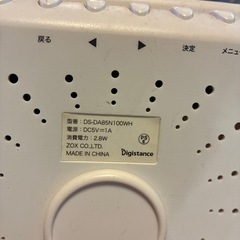 戻る ◀ ▶ 決定 メニュ
型番 : DS-DA85N100WH
電源 : DC5V⎓1A
消費電力 : 2.8W
ZOX CO.,LTD.
MADE IN CHINA Digistance